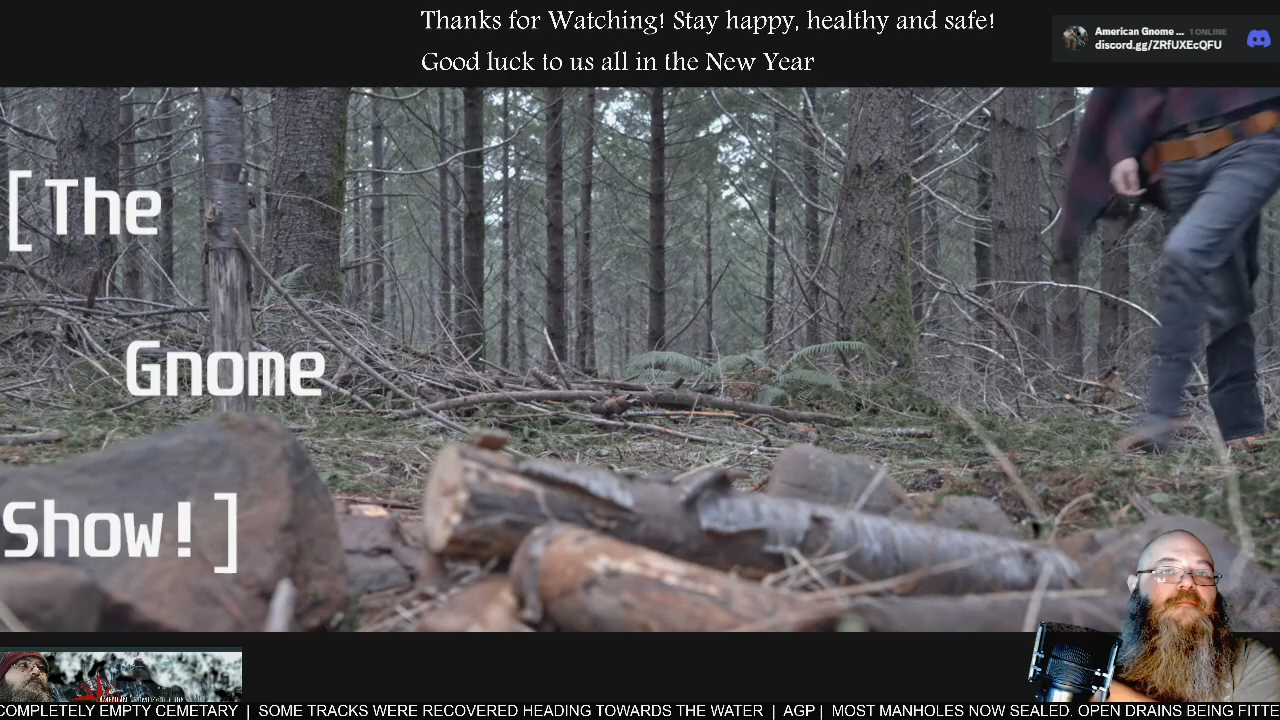 Thanks for Watching! Stay happy, healthy and safe!
Good luck to us all in the New Year
American Gnome ... 1 ONLINE
discord.gg/ZRfUXEcQFU
[The
Gnome
Show!]
COMPLETELY EMPTY CEMETARY | SOME TRACKS WERE RECOVERED HEADING TOWARDS THE WATER | AGP | MOST MANHOLES NOW SEALED. OPEN DRAINS BEING FITTE